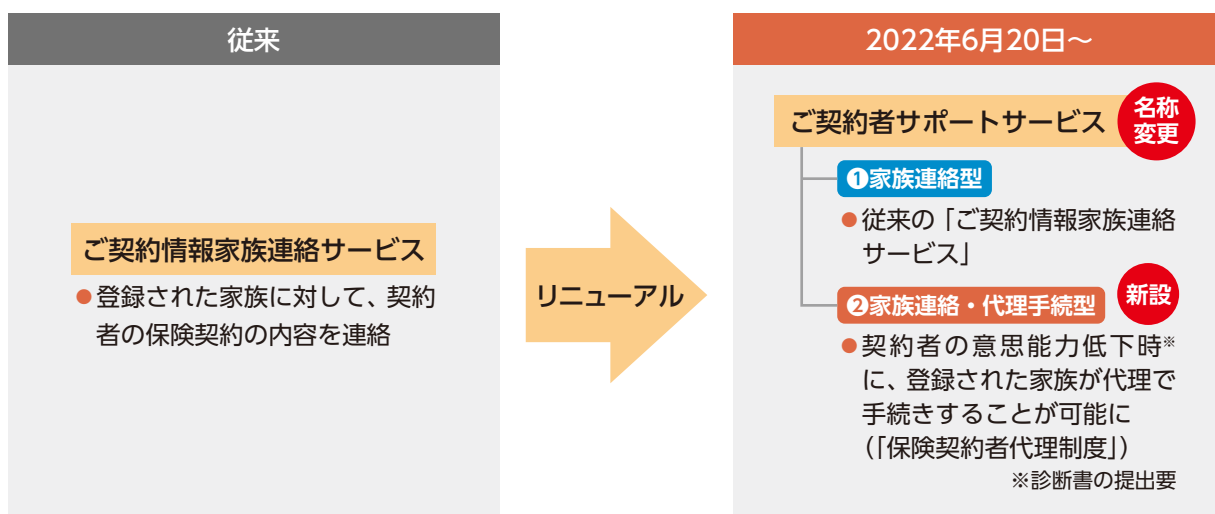 従来
ご契約情報家族連絡サービス
●登録された家族に対して、契約
者の保険契約の内容を連絡
リニューアル
2022年6月20日～
ご契約者サポートサービス
名称
変更
❶家族連絡型
●従来の「ご契約情報家族連絡
サービス」
❷家族連絡・代理手続型
新設
●契約者の意思能力低下時※
に、登録された家族が代理で
手続きすることが可能に
（「保険契約者代理制度」）
※診断書の提出要